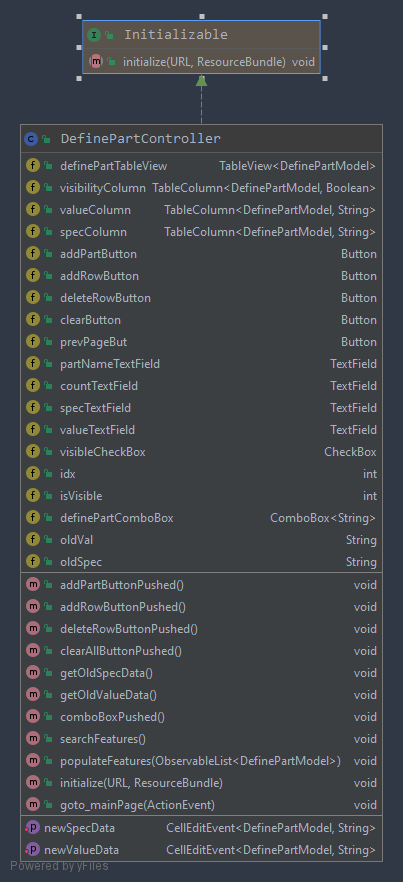 I Initializable
m initialize(URL, ResourceBundle) void
C DefinePartController
f definePartTableView TableView<DefinePartModel>
f visibilityColumn TableColumn<DefinePartModel, Boolean>
f valueColumn TableColumn<DefinePartModel, String>
f specColumn TableColumn<DefinePartModel, String>
f addPartButton Button
f addRowButton Button
f deleteRowButton Button
f clearButton Button
f prevPageBut Button
f partNameTextField TextField
f countTextField TextField
f specTextField TextField
f valueTextField TextField
f visibleCheckBox CheckBox
f idx int
f isVisible int
f definePartComboBox ComboBox<String>
f oldVal String
f oldSpec String
m addPartButtonPushed() void
m addRowButtonPushed() void
m deleteRowButtonPushed() void
m clearAllButtonPushed() void
m getOldSpecData() void
m getOldValueData() void
m comboBoxPushed() void
m searchFeatures() void
m populateFeatures(ObservableList<DefinePartModel>) void
m initialize(URL, ResourceBundle) void
m goto_mainPage(ActionEvent) void
p newSpecData CellEditEvent<DefinePartModel, String>
p newValueData CellEditEvent<DefinePartModel, String>
Powered by yFiles